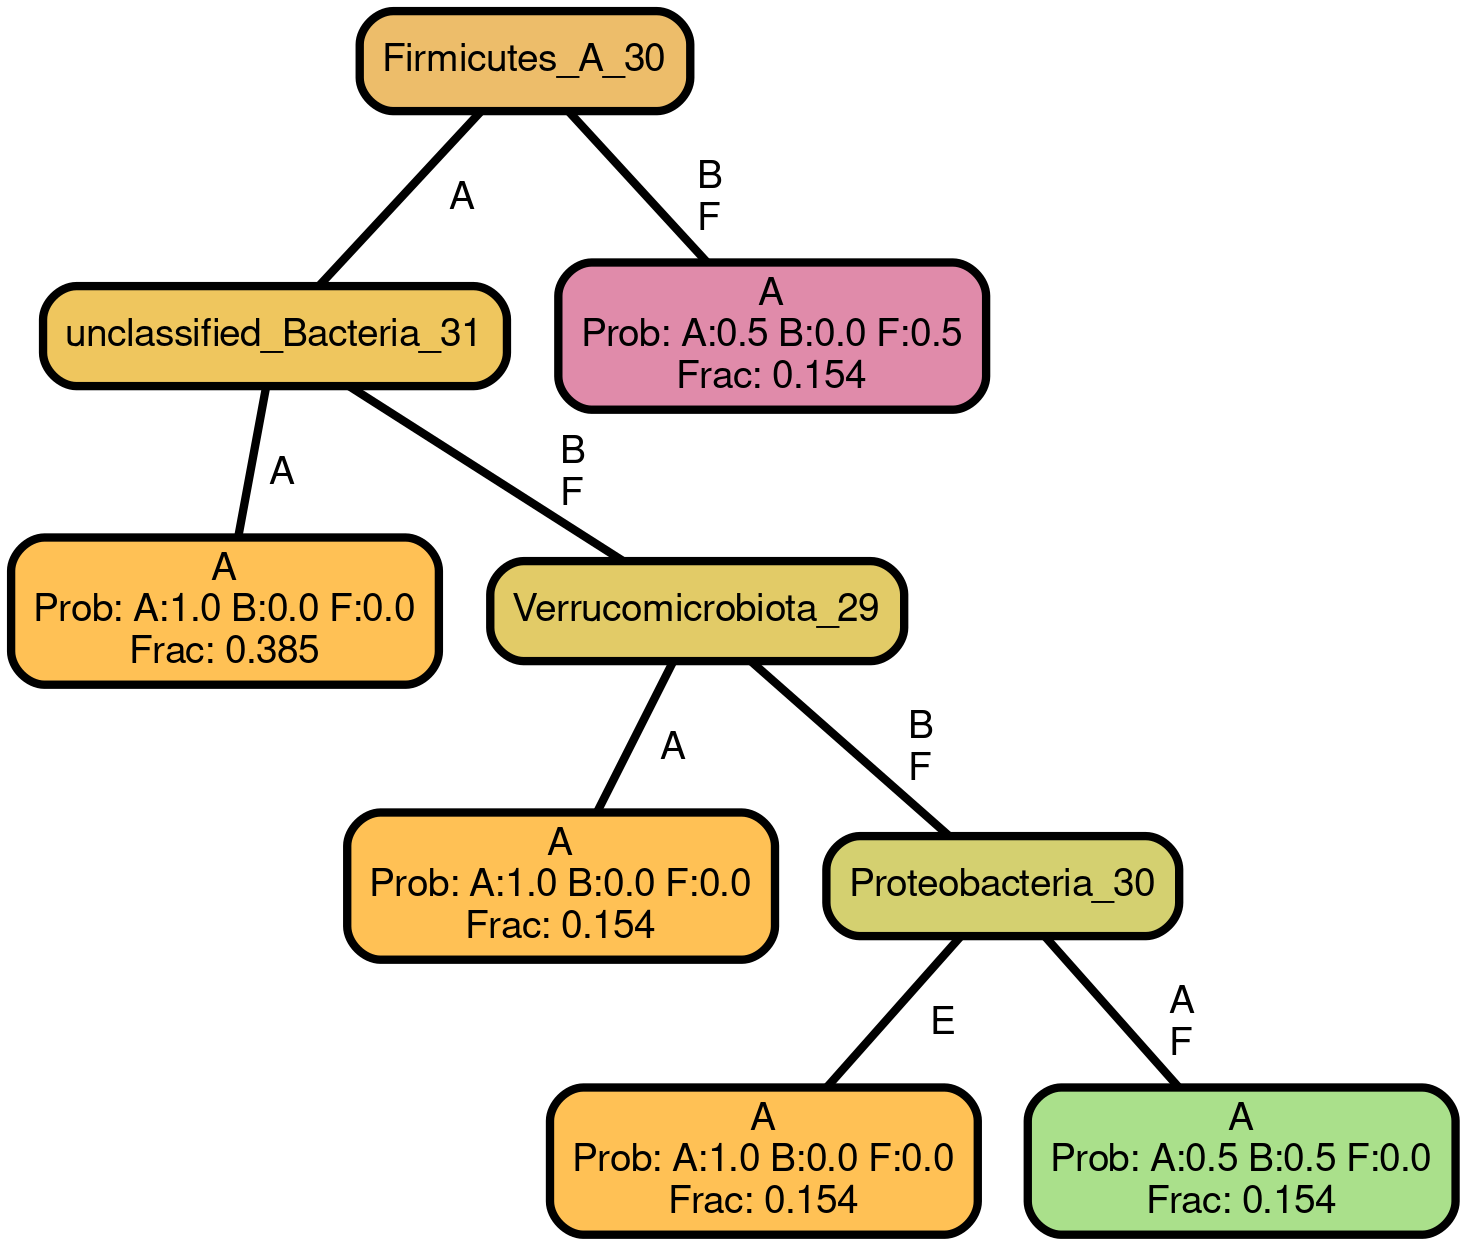 Firmicutes_A_30
A
B
F
unclassified_Bacteria_31
A
Prob: A:0.5 B:0.0 F:0.5
Frac: 0.154
A
B
F
A
Prob: A:1.0 B:0.0 F:0.0
Frac: 0.385
Verrucomicrobiota_29
A
B
F
A
Prob: A:1.0 B:0.0 F:0.0
Frac: 0.154
Proteobacteria_30
E
A
F
A
Prob: A:1.0 B:0.0 F:0.0
Frac: 0.154
A
Prob: A:0.5 B:0.5 F:0.0
Frac: 0.154